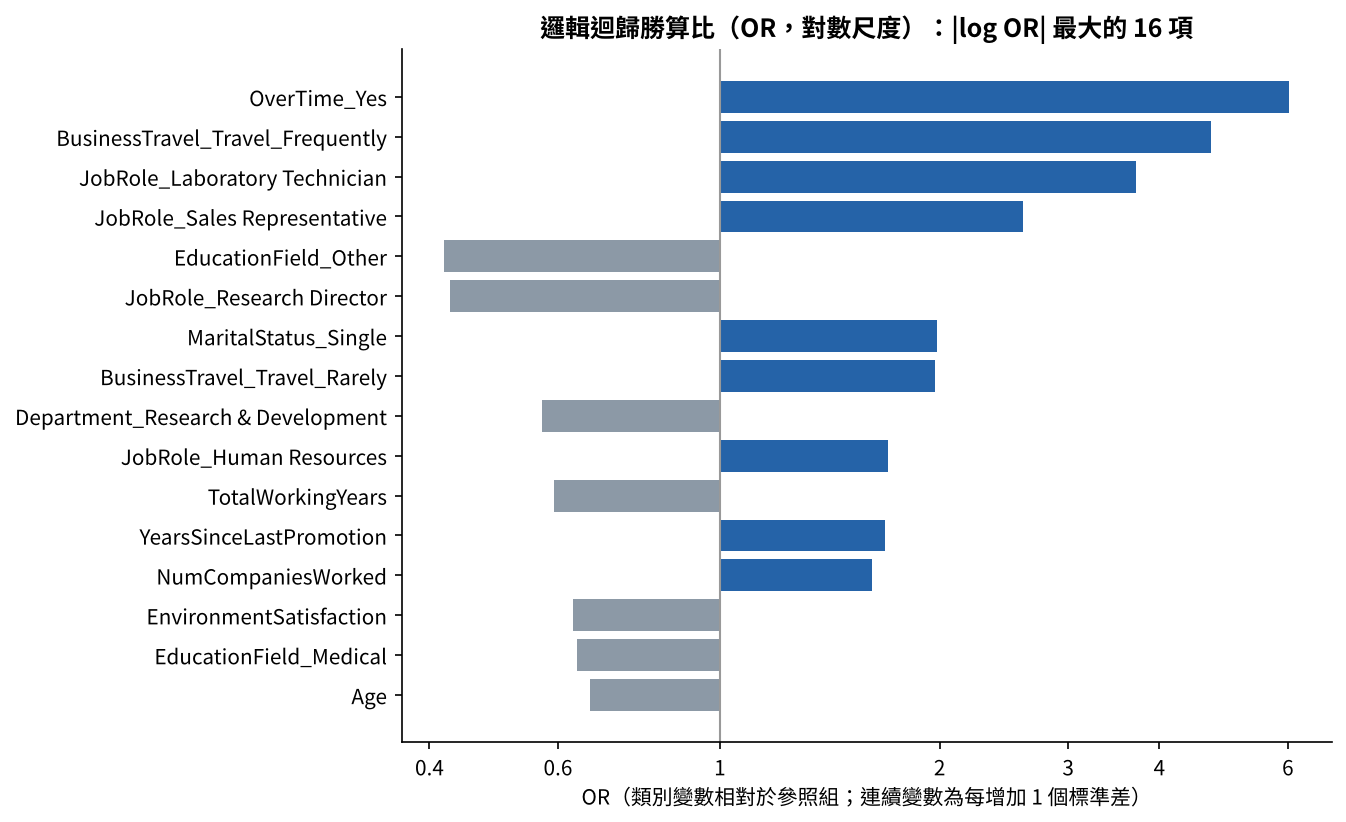 邏輯迴歸勝算比（OR，對數尺度）：|log OR| 最大的 16 項
OverTime_Yes
BusinessTravel_Travel_Frequently
JobRole_Laboratory Technician
JobRole_Sales Representative
EducationField_Other
JobRole_Research Director
MaritalStatus_Single
BusinessTravel_Travel_Rarely
Department_Research & Development
JobRole_Human Resources
TotalWorkingYears
YearsSinceLastPromotion
NumCompaniesWorked
EnvironmentSatisfaction
EducationField_Medical
Age
0.4 0.6 1 2 3 4 6
OR（類別變數相對於參照組；連續變數為每增加 1 個標準差）